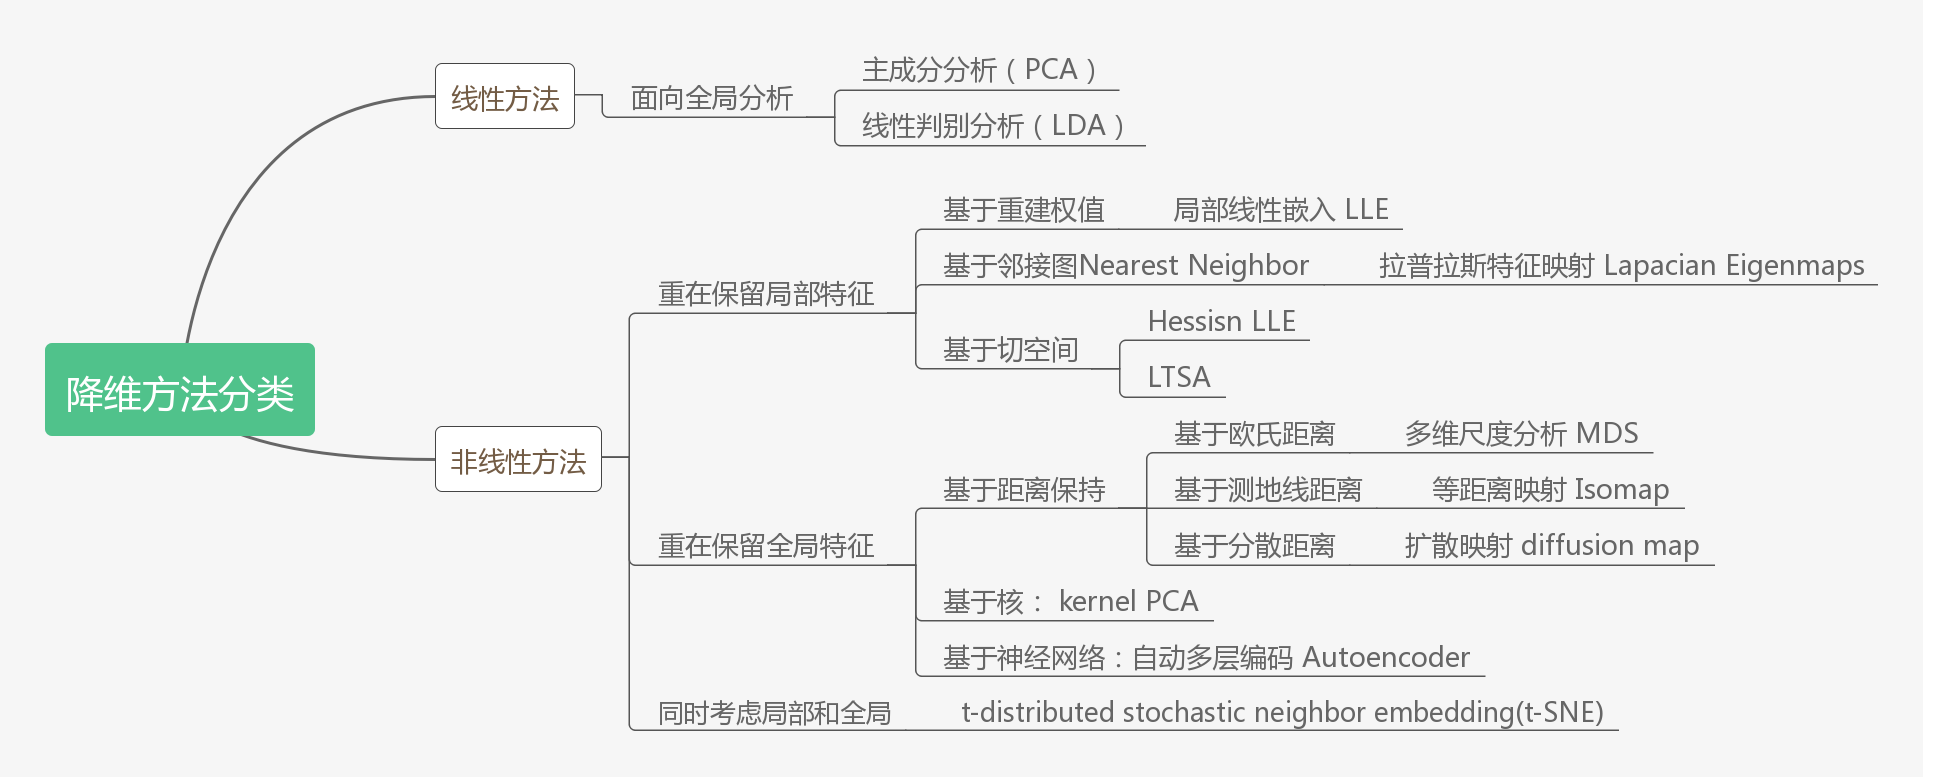 降维方法分类
线性方法
面向全局分析
主成分分析（PCA）
线性判别分析（LDA）
非线性方法
重在保留局部特征
基于重建权值
局部线性嵌入 LLE
基于邻接图Nearest Neighbor
拉普拉斯特征映射 Lapacian Eigenmaps
基于切空间
Hessisn LLE
LTSA
重在保留全局特征
基于距离保持
基于欧氏距离
多维尺度分析 MDS
基于测地线距离
等距离映射 Isomap
基于分散距离
扩散映射 diffusion map
基于核： kernel PCA
基于神经网络：自动多层编码 Autoencoder
同时考虑局部和全局
t-distributed stochastic neighbor embedding(t-SNE)